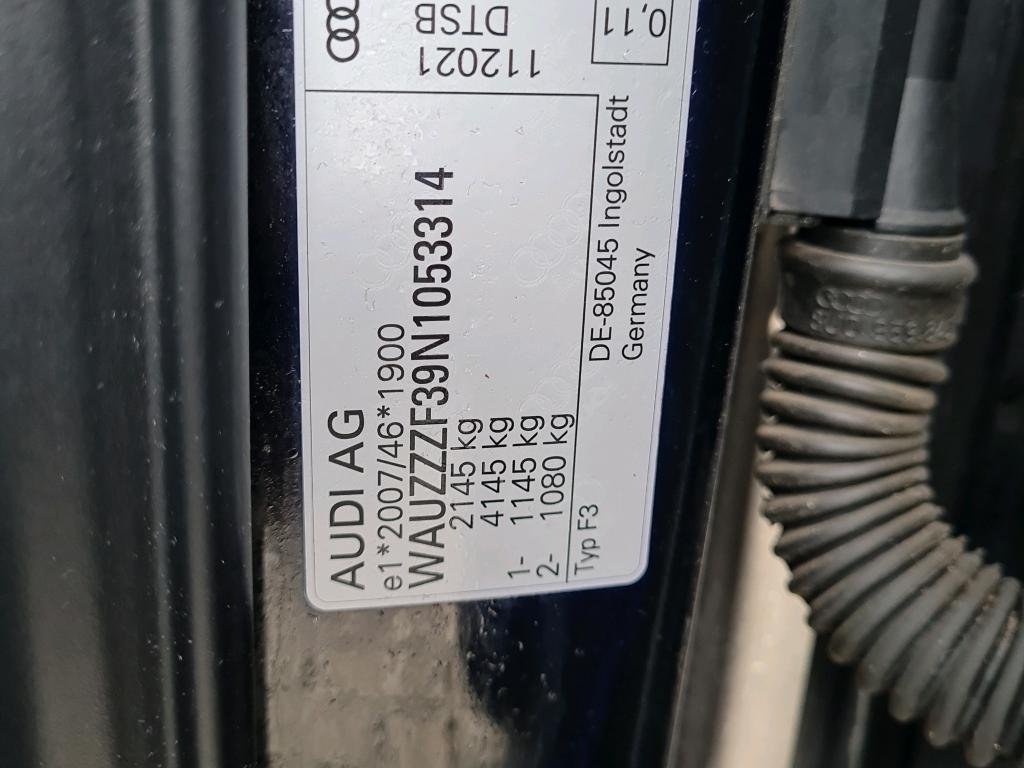 AUDI AG
e1*2007/46*1900
WAUZZZF39N1053314
2145 kg
4145 kg
1- 1145 kg
2- 1080 kg
Typ F3
DE-85045 Ingolstadt
Germany
112021
DTSB
0,11